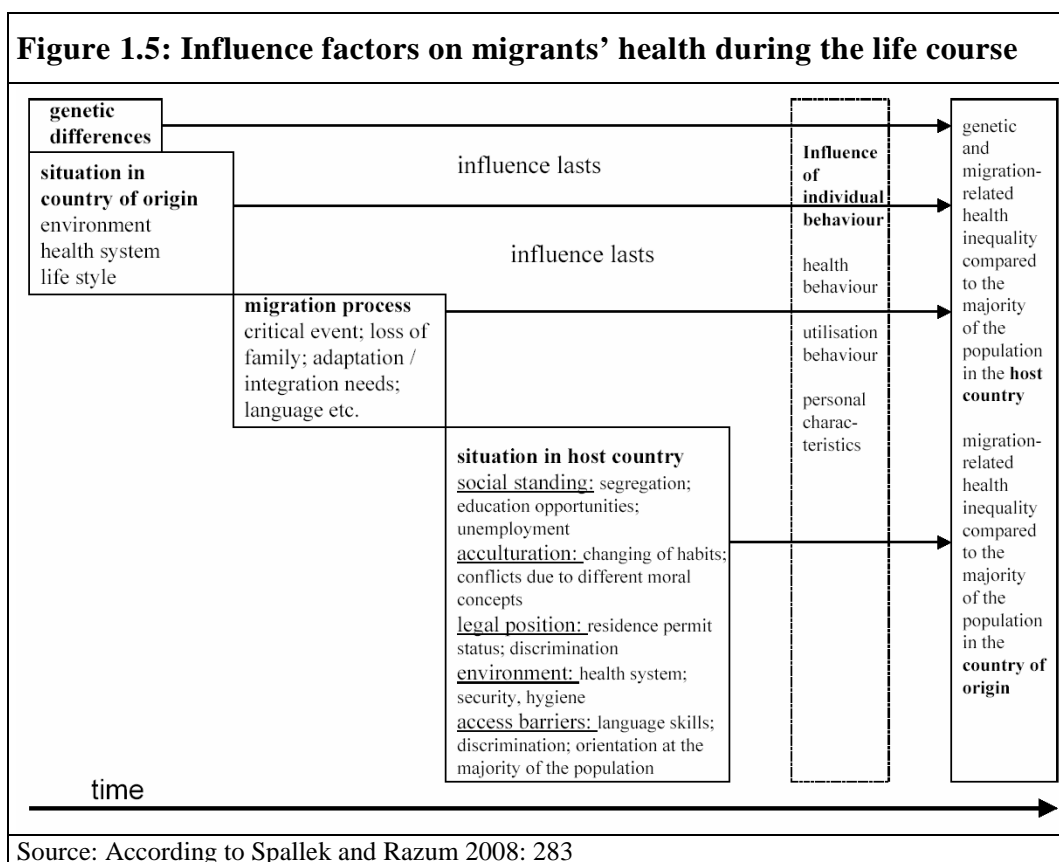 Figure 1.5: Influence factors on migrants’ health during the life course
genetic
differences
situation in
country of origin
environment
health system
life style
influence lasts
influence lasts
migration process
critical event; loss of
family; adaptation /
integration needs;
language etc.
situation in host country
social standing: segregation;
education opportunities;
unemployment
acculturation: changing of habits;
conflicts due to different moral
concepts
legal position: residence permit
status; discrimination
environment: health system;
security, hygiene
access barriers: language skills;
discrimination; orientation at the
majority of the population
Influence
of
individual
behaviour
health
behaviour
utilisation
behaviour
personal
charac-
teristics
genetic
and
migration-
related
health
inequality
compared
to the
majority
of the
population
in the host
country
migration-
related
health
inequality
compared
to the
majority
of the
population
in the
country of
origin
time
Source: According to Spallek and Razum 2008: 283